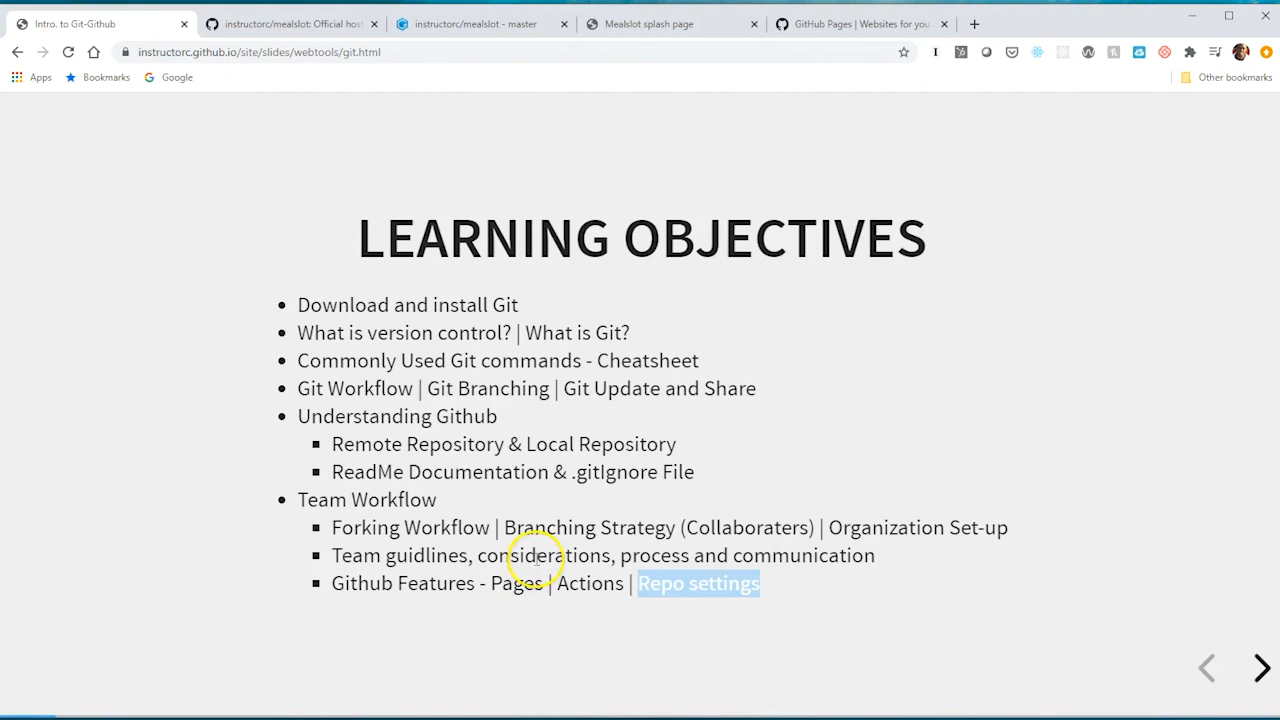 Intro. to Git-Github
instructorc/mealslot: Official host
instructorc/mealslot - master
Mealslot splash page
GitHub Pages | Websites for you
instructorc.github.io/site/slides/webtools/git.html
Apps
Bookmarks
Google
Other bookmarks
LEARNING OBJECTIVES
• Download and install Git
• What is version control? | What is Git?
• Commonly Used Git commands - Cheatsheet
• Git Workflow | Git Branching | Git Update and Share
• Understanding Github
▪ Remote Repository & Local Repository
▪ ReadMe Documentation & .gitIgnore File
• Team Workflow
▪ Forking Workflow | Branching Strategy (Collaboraters) | Organization Set-up
▪ Team guidlines, considerations, process and communication
▪ Github Features - Pages | Actions | Repo settings